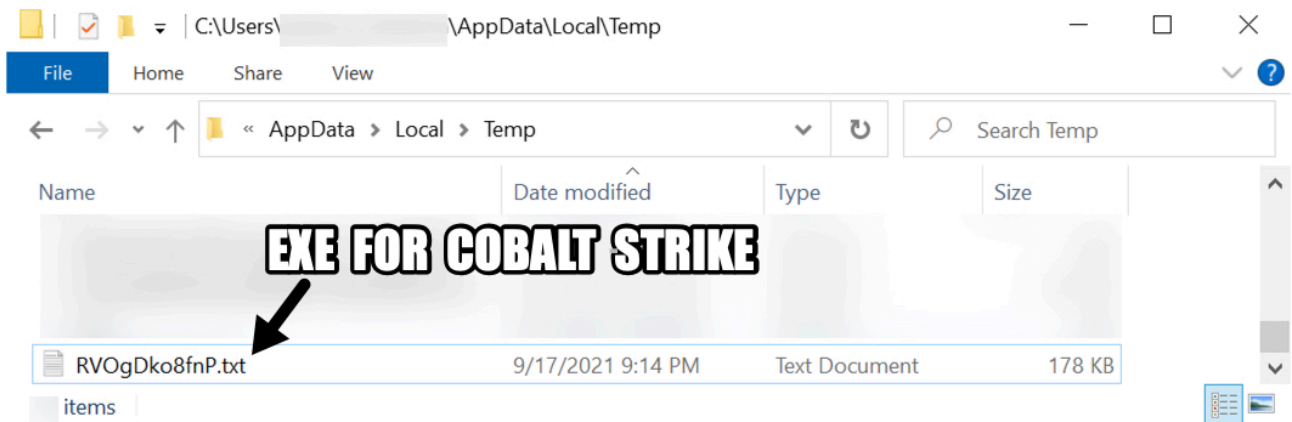 C:\Users\ \AppData\Local\Temp
File Home Share View
« AppData > Local > Temp Search Temp
Name Date modified Type Size
EXE FOR COBALT STRIKE
RVOgDko8fnP.txt 9/17/2021 9:14 PM Text Document 178 KB
items